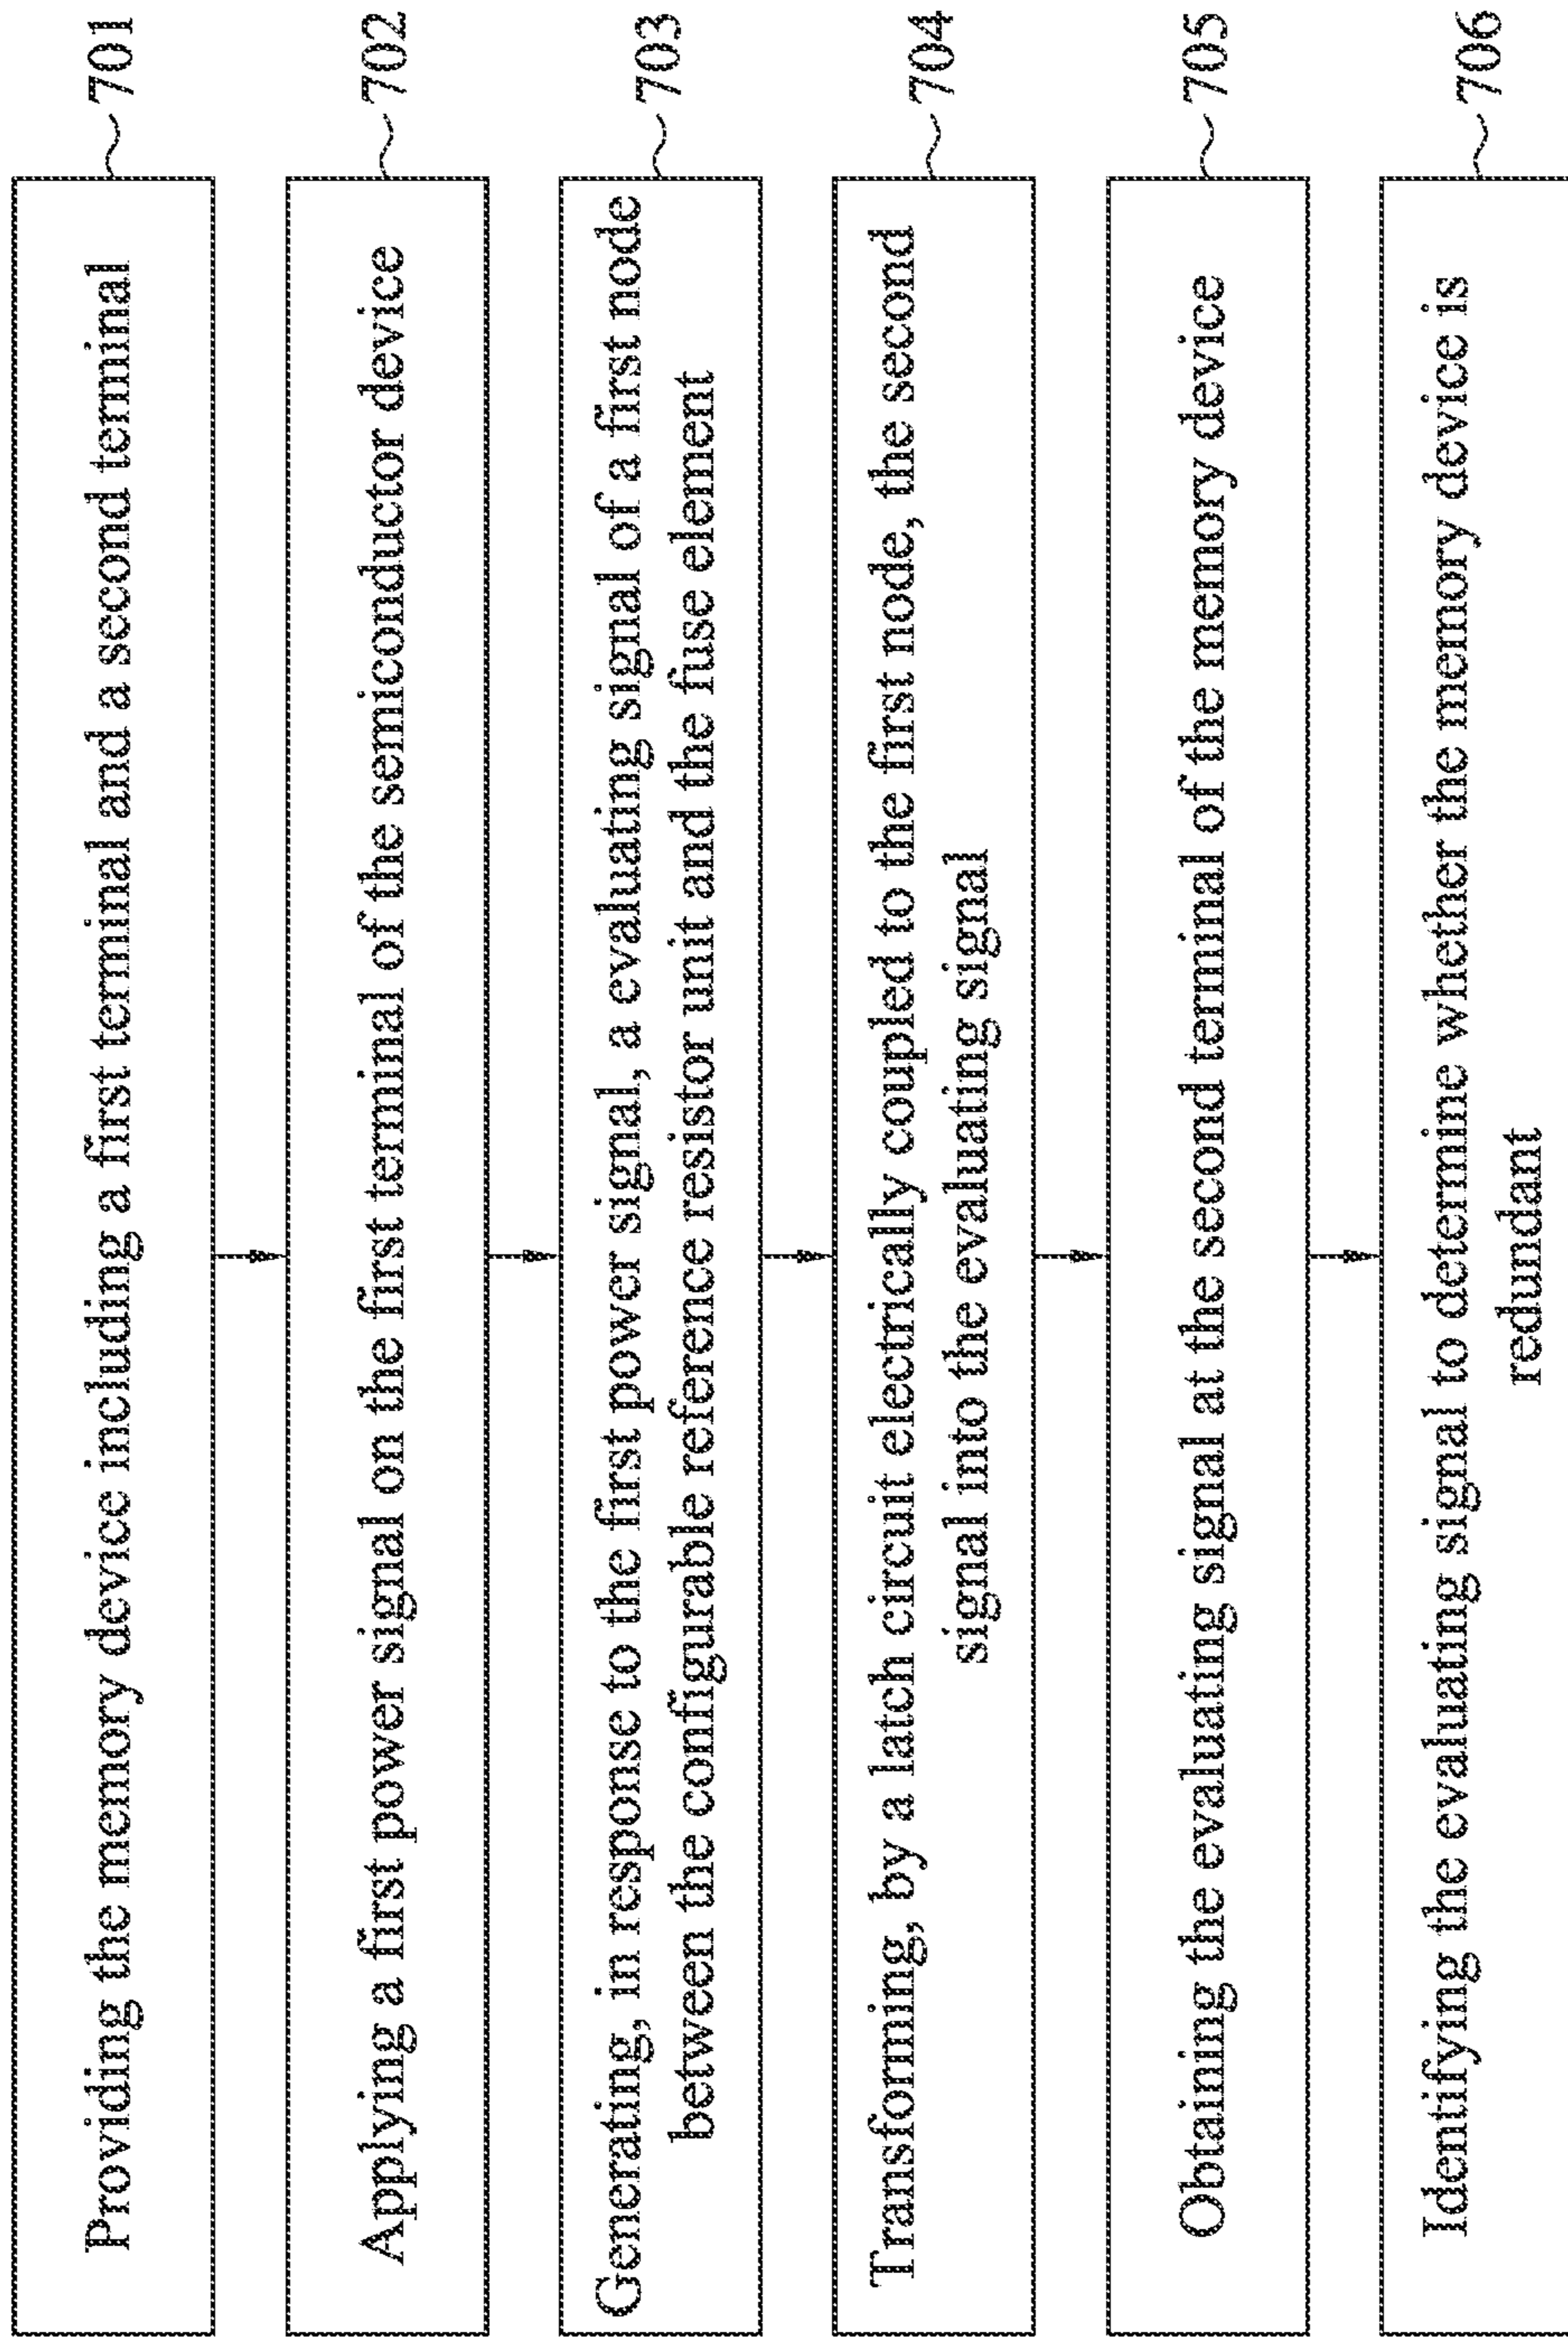 Providing the memory device including a first terminal and a second terminal
701
Applying a first power signal on the first terminal of the semiconductor device
702
Generating, in response to the first power signal, a evaluating signal of a first node
between the configurable reference resistor unit and the fuse element
703
Transforming, by a latch circuit electrically coupled to the first node, the second
signal into the evaluating signal
704
Obtaining the evaluating signal at the second terminal of the memory device
705
Identifying the evaluating signal to determine whether the memory device is
redundant
706